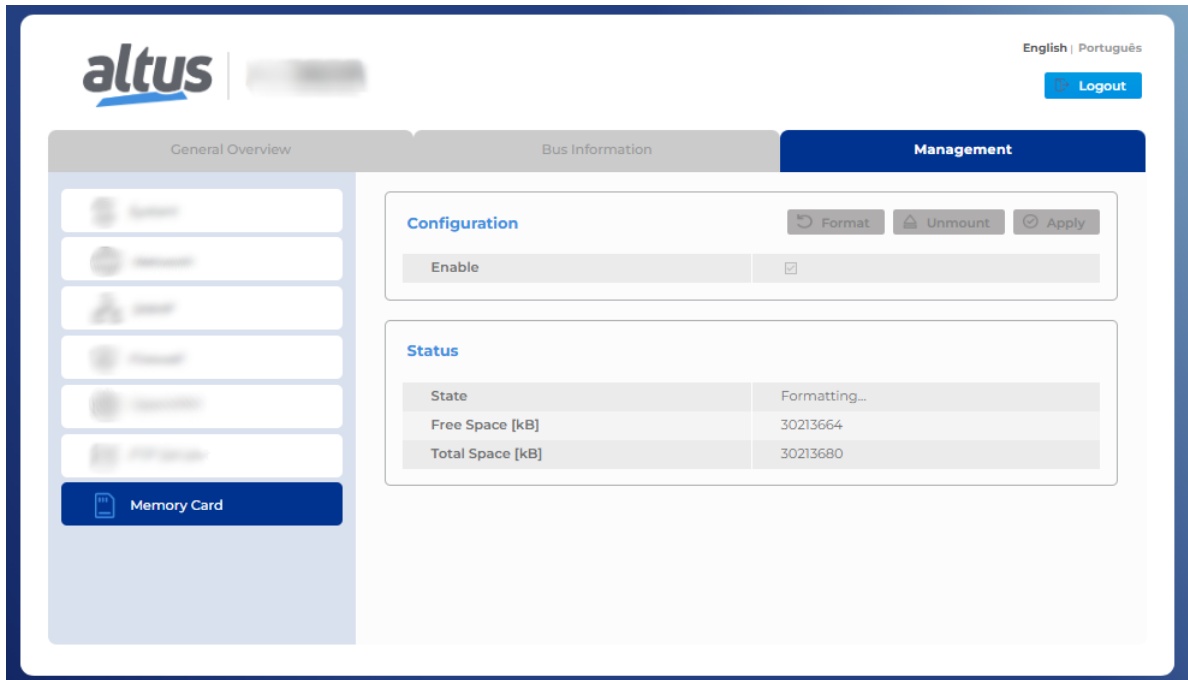 English | Português
altus
Logout
General Overview
Bus Information
Management
Configuration
Format
Unmount
Apply
Enable
Status
State
Formatting...
Free Space [kB]
30213664
Total Space [kB]
30213680
Memory Card